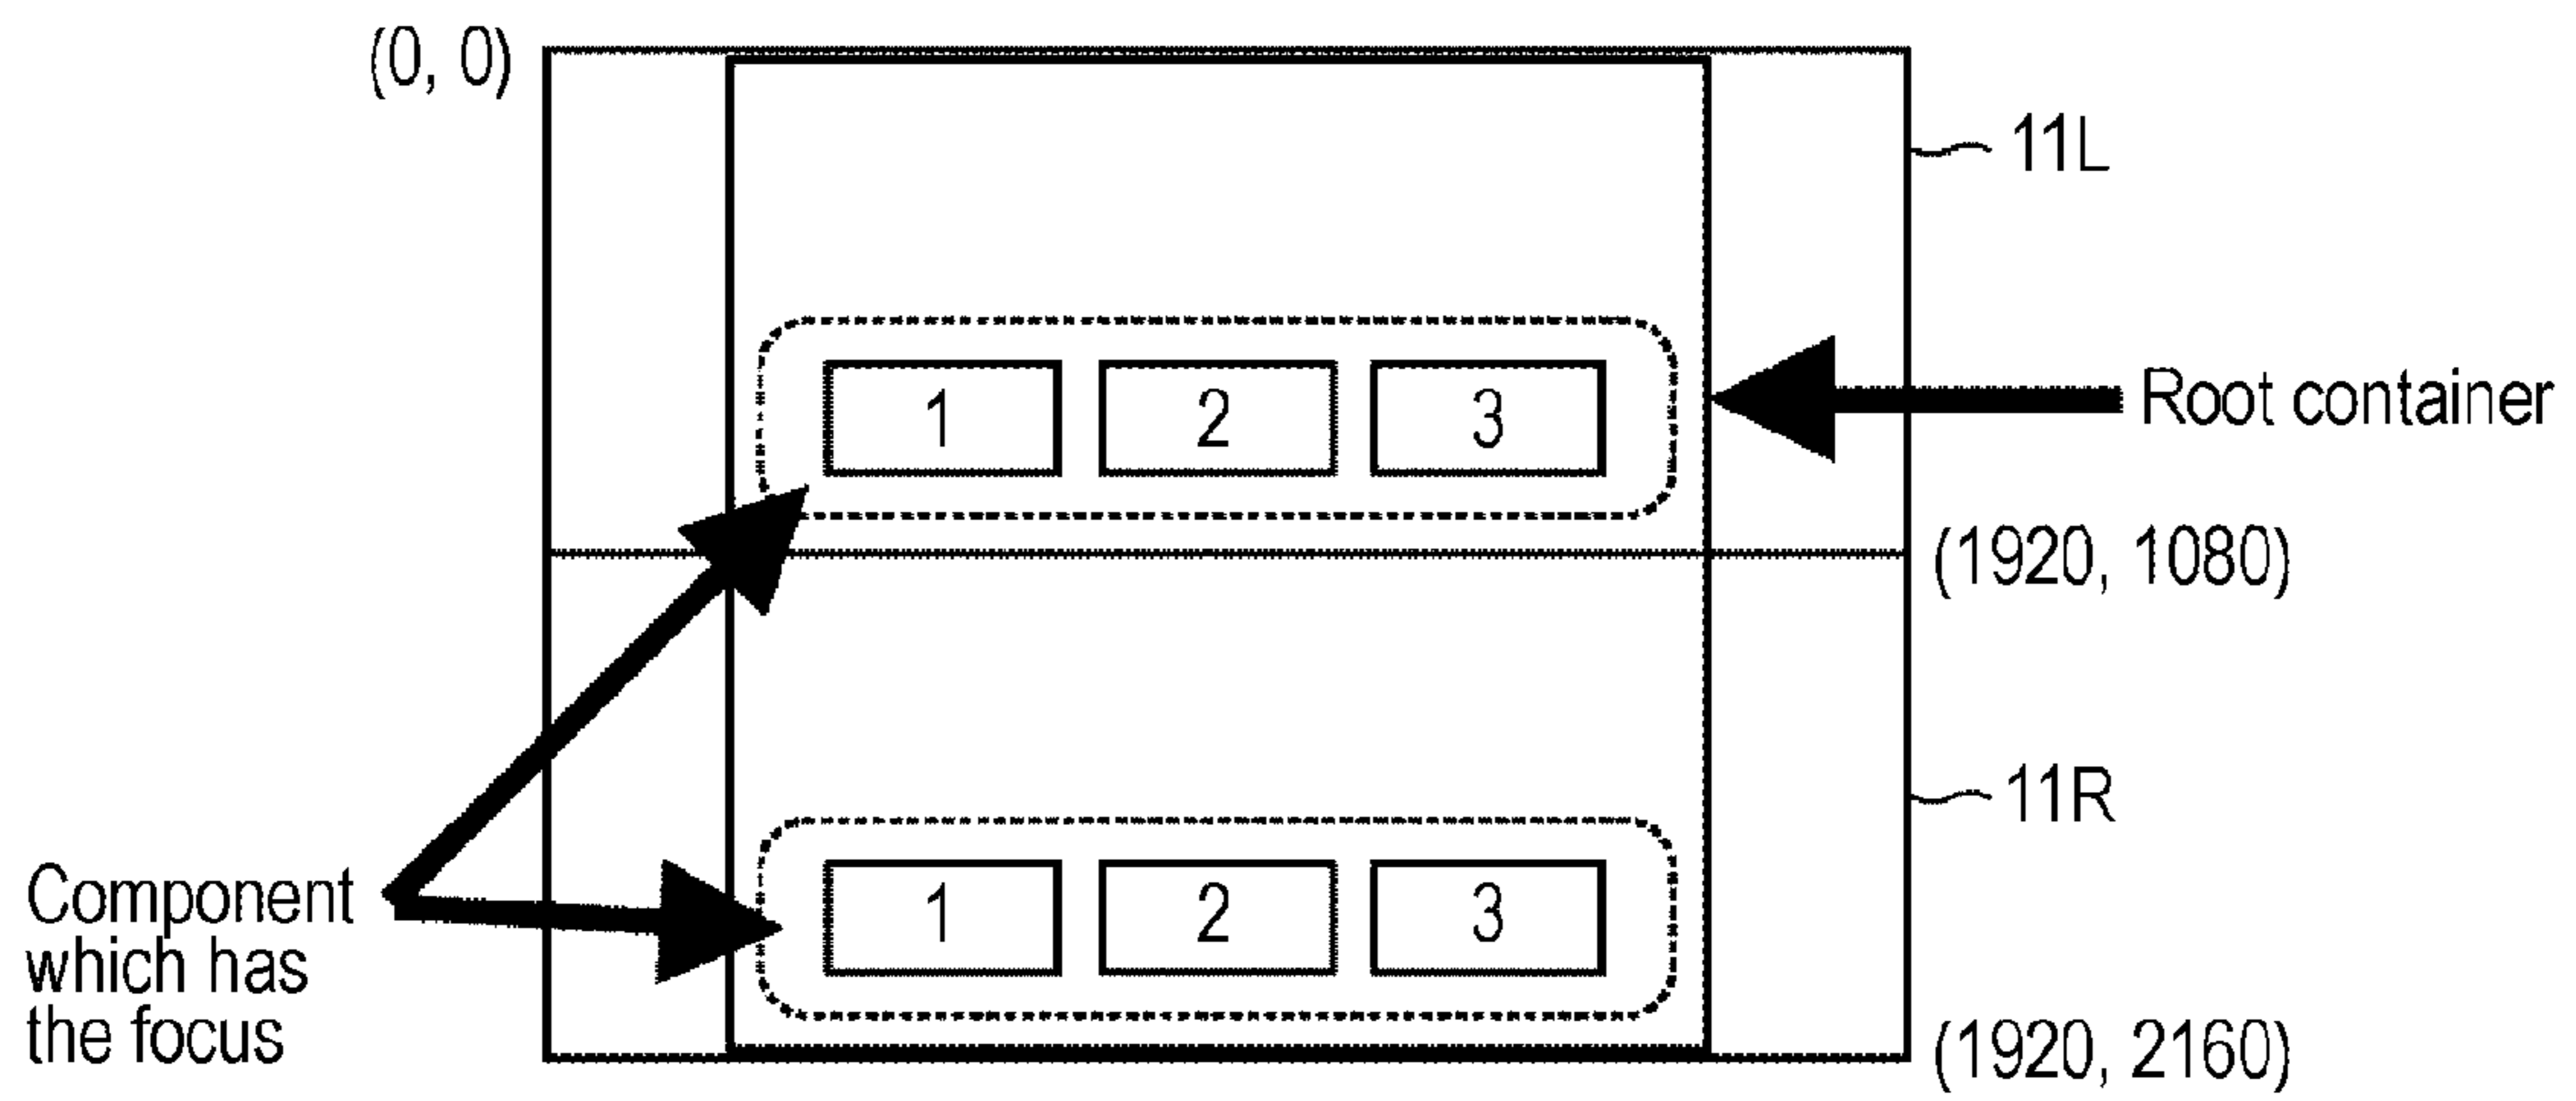 (0, 0)
11L
1 2 3
Root container
(1920, 1080)
11R
1 2 3
Component
which has
the focus
(1920, 2160)